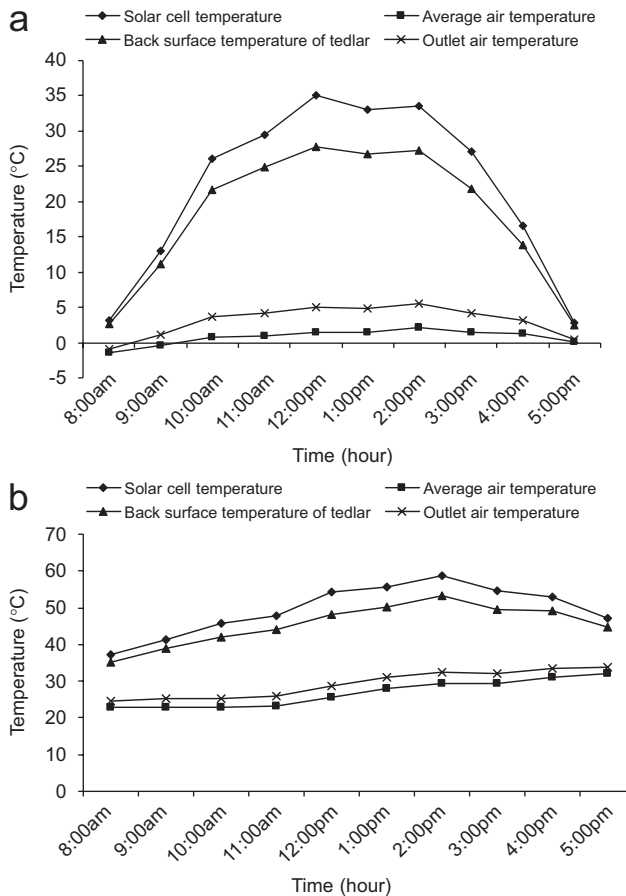 a
Solar cell temperature
Average air temperature
Back surface temperature of tedlar
Outlet air temperature
40
35
30
25
20
15
10
5
0
-5
Temperature (°C)
8:00am
9:00am
10:00am
11:00am
12:00pm
1:00pm
2:00pm
3:00pm
4:00pm
5:00pm
Time (hour)
b
Solar cell temperature
Average air temperature
Back surface temperature of tedlar
Outlet air temperature
70
60
50
40
30
20
10
0
Temperature (°C)
8:00am
9:00am
10:00am
11:00am
12:00pm
1:00pm
2:00pm
3:00pm
4:00pm
5:00pm
Time (hour)